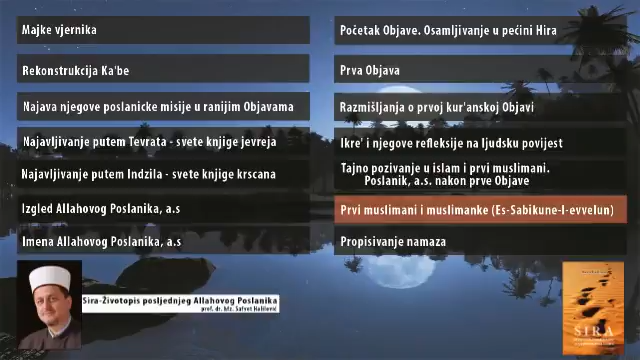 Majke vjernika
Rekonstrukcija Ka'be
Najava njegove poslanicke misije u ranijim Objavama
Najavljivanje putem Tevrata - svete knjige jevreja
Najavljivanje putem Indzila - svete knjige krscana
Izgled Allahovog Poslanika, a.s
Imena Allahovog Poslanika, a.s
Početak Objave. Osamljivanje u pećini Hira
Prva Objava
Razmišljanja o prvoj kur'anskoj Objavi
Ikre' i njegove refleksije na ljudsku povijest
Tajno pozivanje u islam i prvi muslimani.
Poslanik, a.s. nakon prve Objave
Prvi muslimani i muslimanke (Es-Sabikune-l-evvelun)
Propisivanje namaza
Sira-Životopis posljednjeg Allahovog Poslanika
prof. dr. hfz. Safvet Halilović
SIRA